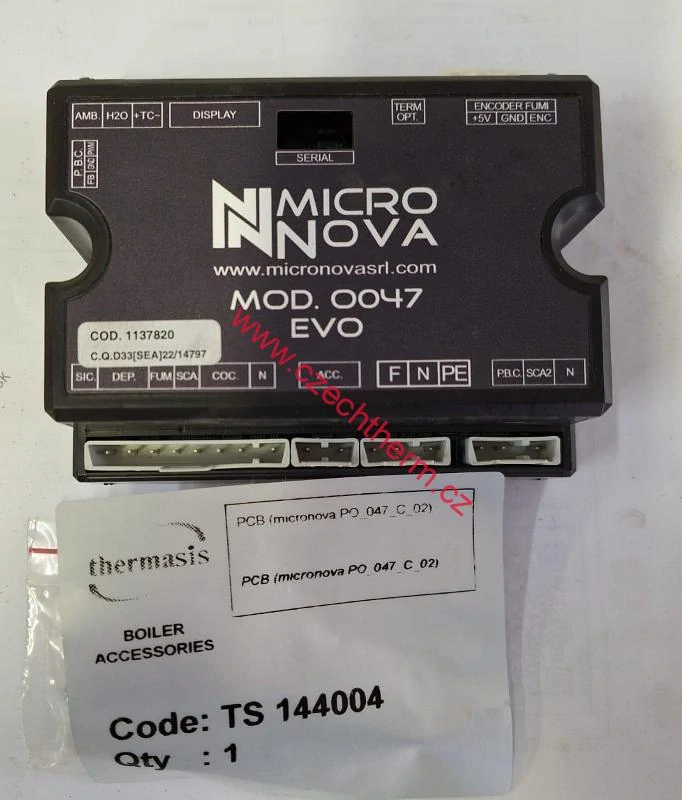 AMB. H2O +TC-
DISPLAY
TERM
OPT.
ENCODER FUMI
+5V GND ENC
P.B.C.
FB GND PWM
SERIAL
MICRO
NOVA
www.micronovasrl.com
MOD. 0047
EVO
COD. 1137820
C.Q.D33[SEA]22/14797
SIC. DEP. FUM SCA COC. N
ACC.
F N PE
P.B.C. SCA2 N
www.czechtherm.cz
thermasis
PCB (micronova PO_047_C_02)
PCB (micronova PO_047_C_02)
BOILER
ACCESSORIES
Code: TS 144004
Qty : 1